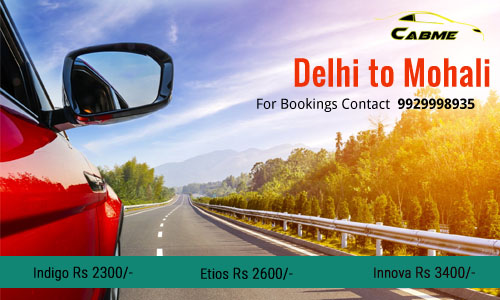 CABME
Delhi to Mohali
For Bookings Contact 9929998935
Indigo Rs 2300/- Etios Rs 2600/- Innova Rs 3400/-